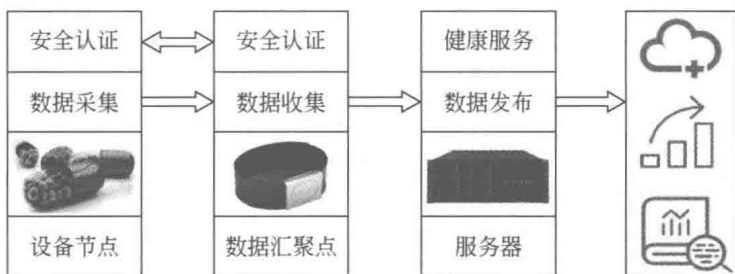 安全认证
安全认证
健康服务
数据采集
数据收集
数据发布
设备节点
数据汇聚点
服务器